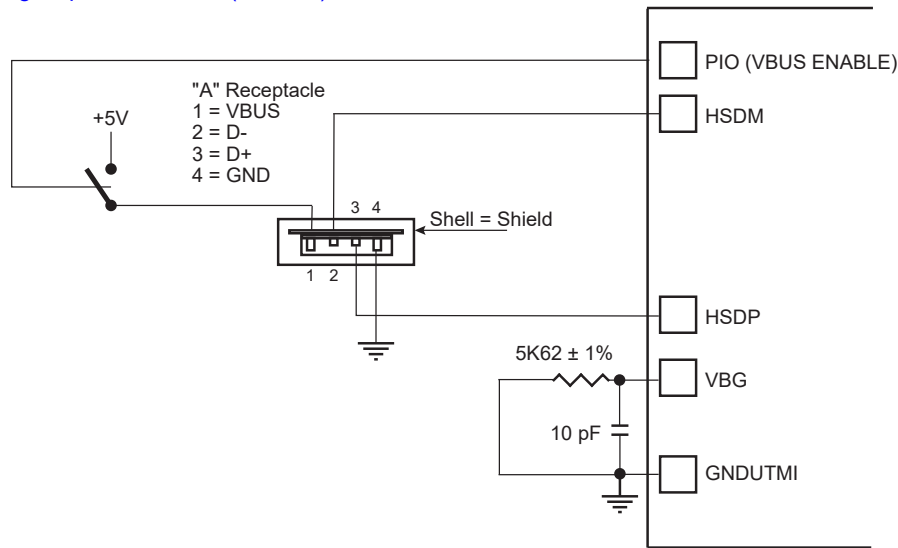 PIO (VBUS ENABLE)
"A" Receptacle
1 = VBUS
2 = D-
3 = D+
4 = GND
+5V
HSDM
3 4
Shell = Shield
1 2
HSDP
5K62 ± 1%
VBG
10 pF
GNDUTMI